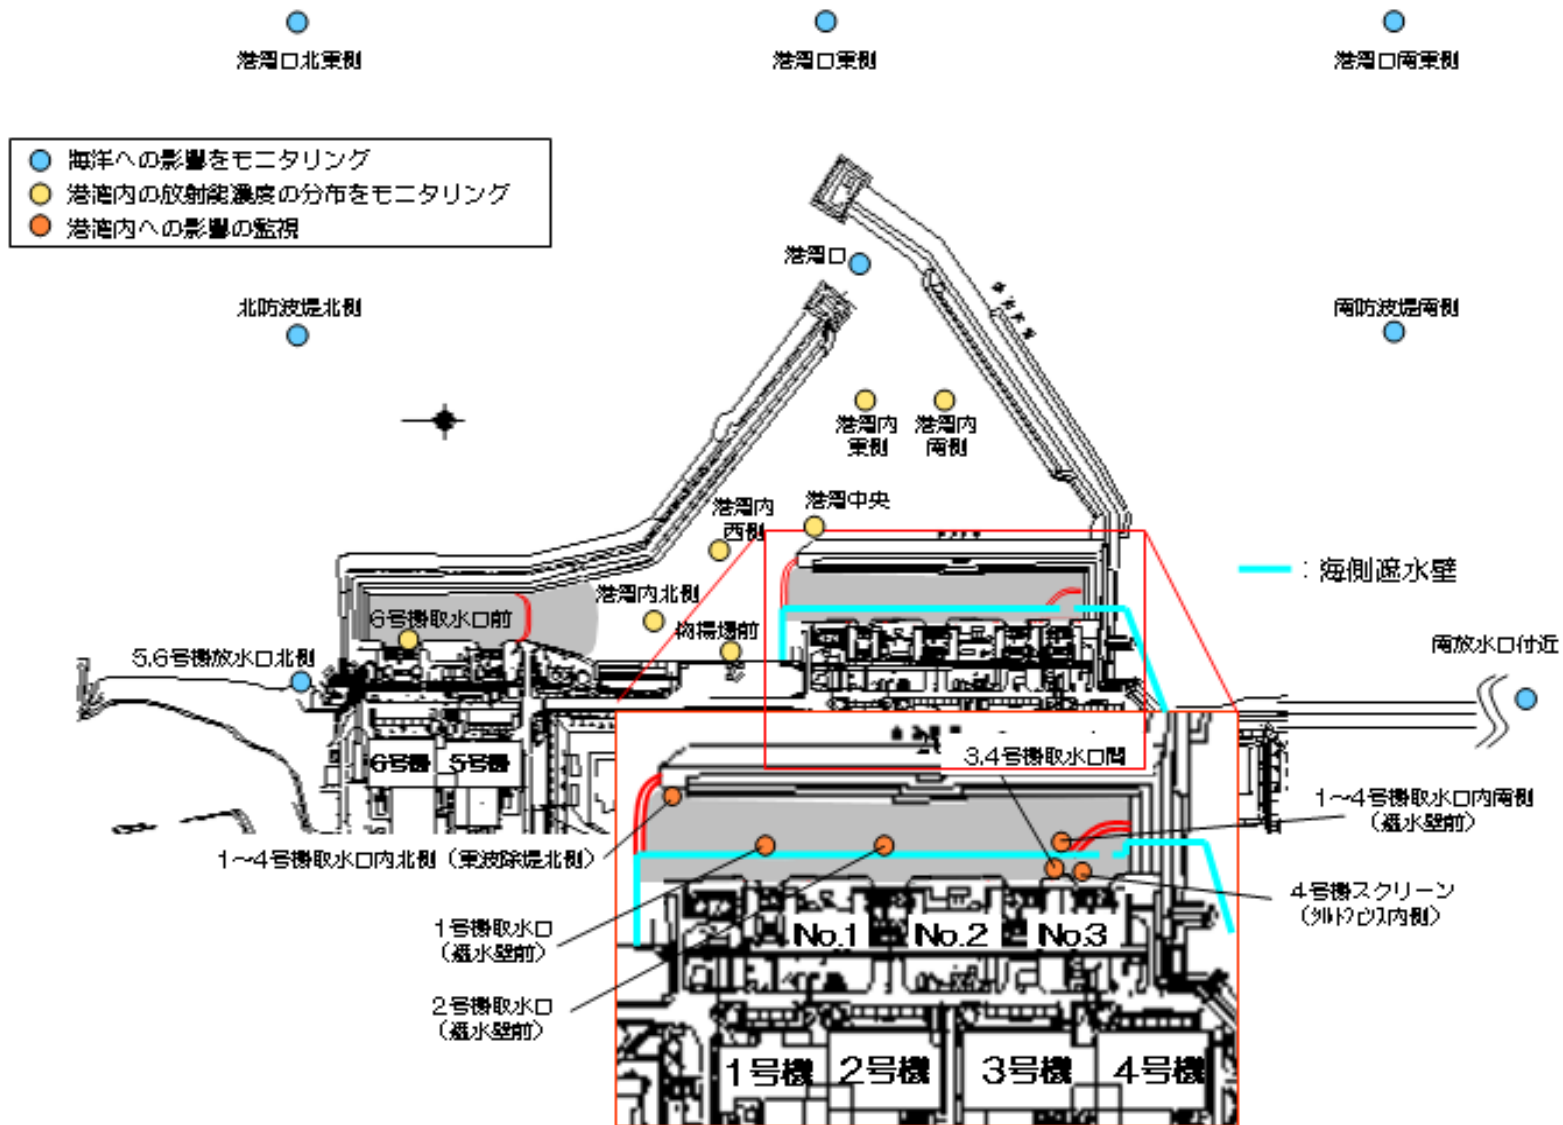 港湾口北東側
港湾口東側
港湾口南東側
海洋への影響をモニタリング
港湾内の放射能濃度の分布をモニタリング
港湾内への影響の監視
港湾口
北防波堤北側
南防波堤南側
港湾内
東側
港湾内
南側
港湾内
西側
港湾中央
:海側遮水壁
港湾内北側
6号機取水口前
物揚場前
5,6号機放水口北側
南放水口付近
6号機
5号機
3,4号機取水口間
1〜4号機取水口内南側
(遮水壁前)
1〜4号機取水口内北側(東波除堤北側)
4号機スクリーン
(シルトフェンス内側)
1号機取水口
(遮水壁前)
No.1
No.2
No.3
2号機取水口
(遮水壁前)
1号機
2号機
3号機
4号機